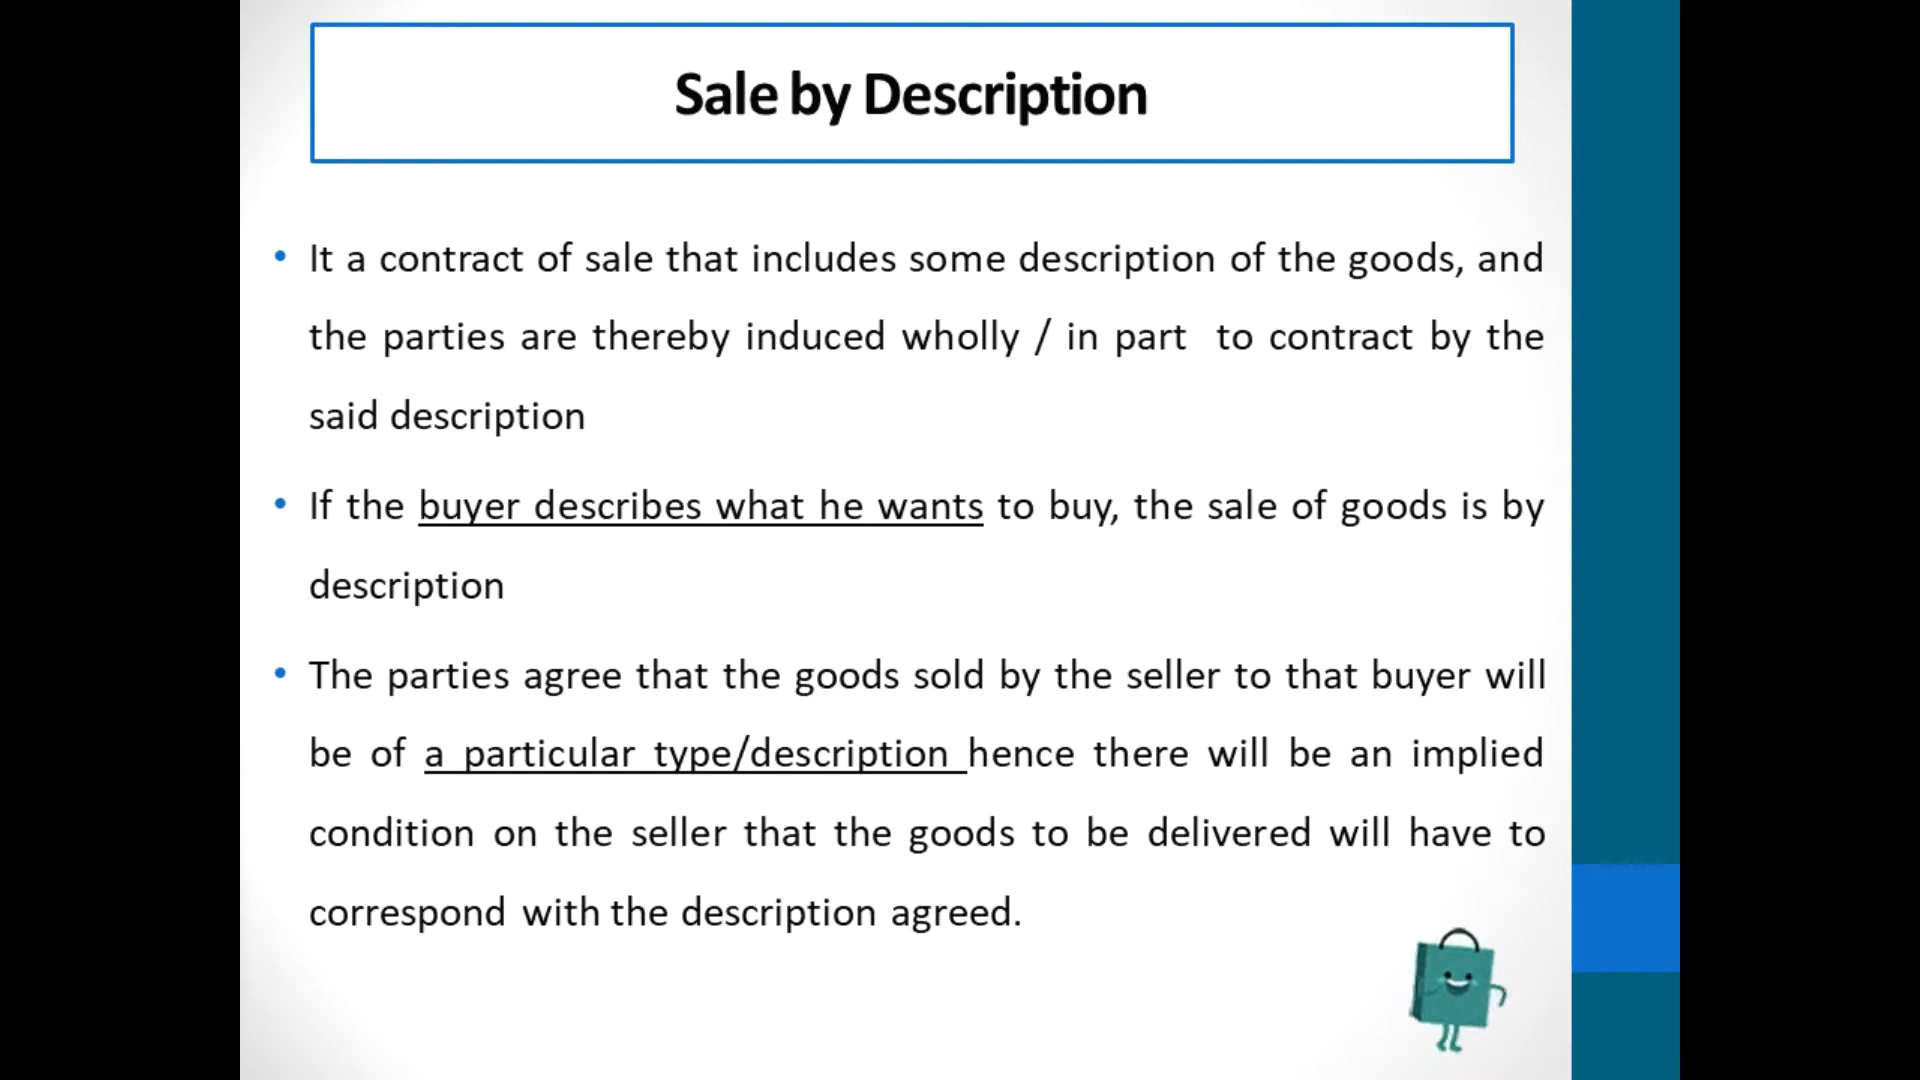 Sale by Description
• It a contract of sale that includes some description of the goods, and
the parties are thereby induced wholly / in part to contract by the
said description
• If the buyer describes what he wants to buy, the sale of goods is by
description
• The parties agree that the goods sold by the seller to that buyer will
be of a particular type/description hence there will be an implied
condition on the seller that the goods to be delivered will have to
correspond with the description agreed.